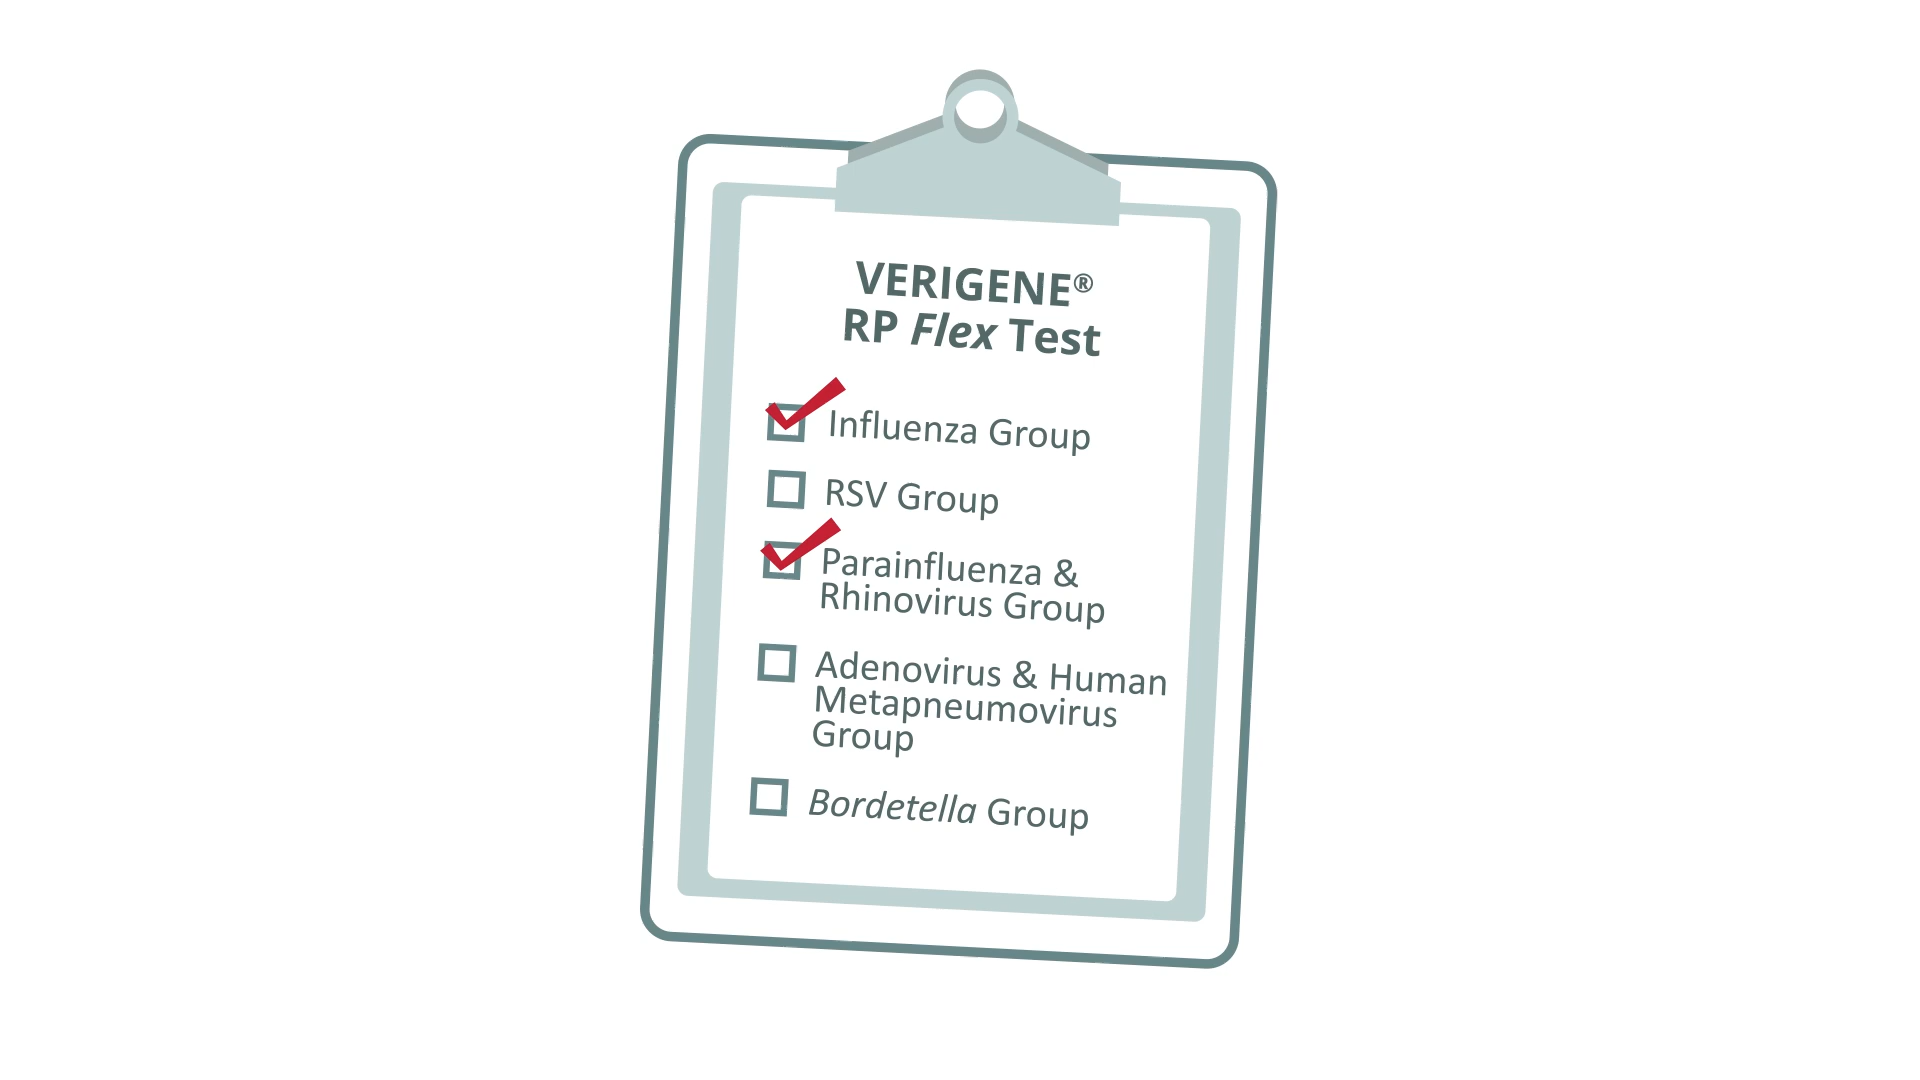 VERIGENE®
RP Flex Test
Influenza Group
RSV Group
Parainfluenza &
Rhinovirus Group
Adenovirus & Human
Metapneumovirus
Group
Bordetella Group